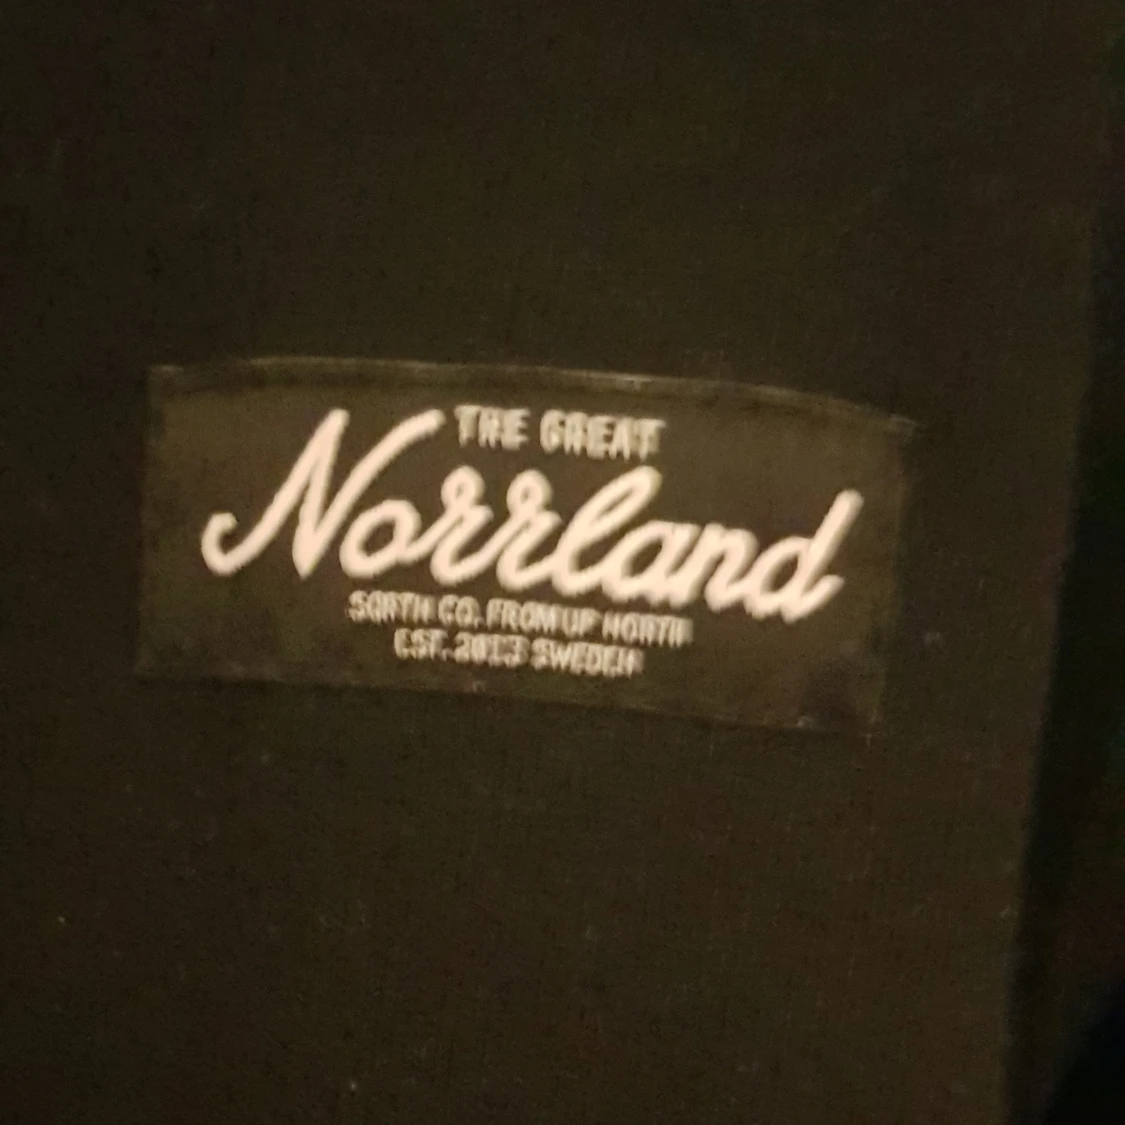 THE GREAT
Norrland
SQRTN CO. FROM UP NORTH
EST. 2013 SWEDEN